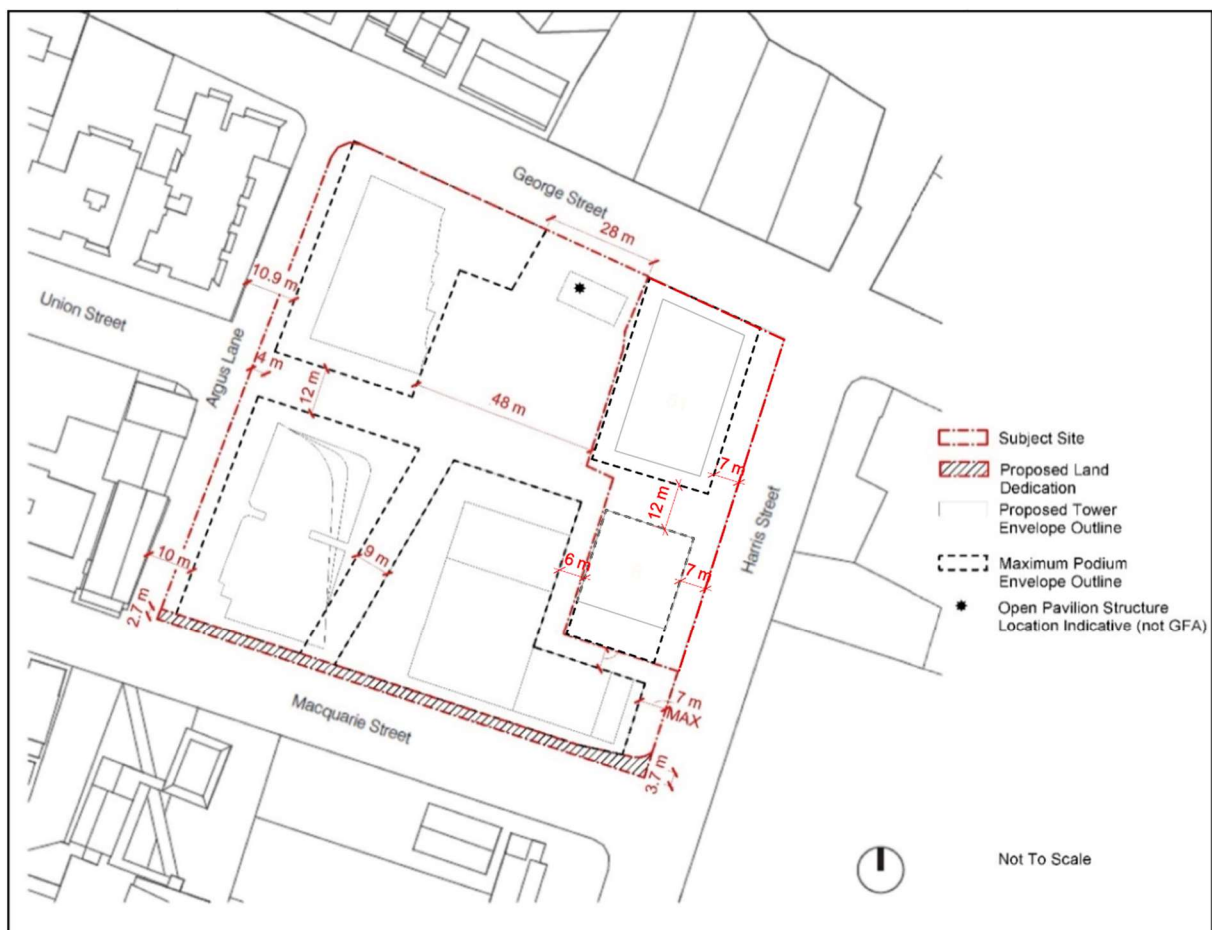 George Street
28 m
10.9 m
Union Street
Argus Lane
4 m
12 m
48 m
7 m
12 m
Harris Street
Subject Site
Proposed Land
Dedication
Proposed Tower
Envelope Outline
Maximum Podium
Envelope Outline
Open Pavilion Structure
Location Indicative (not GFA)
10 m
9 m
6 m
7 m
2.7 m
Macquarie Street
7 m
MAX
3.7 m
Not To Scale